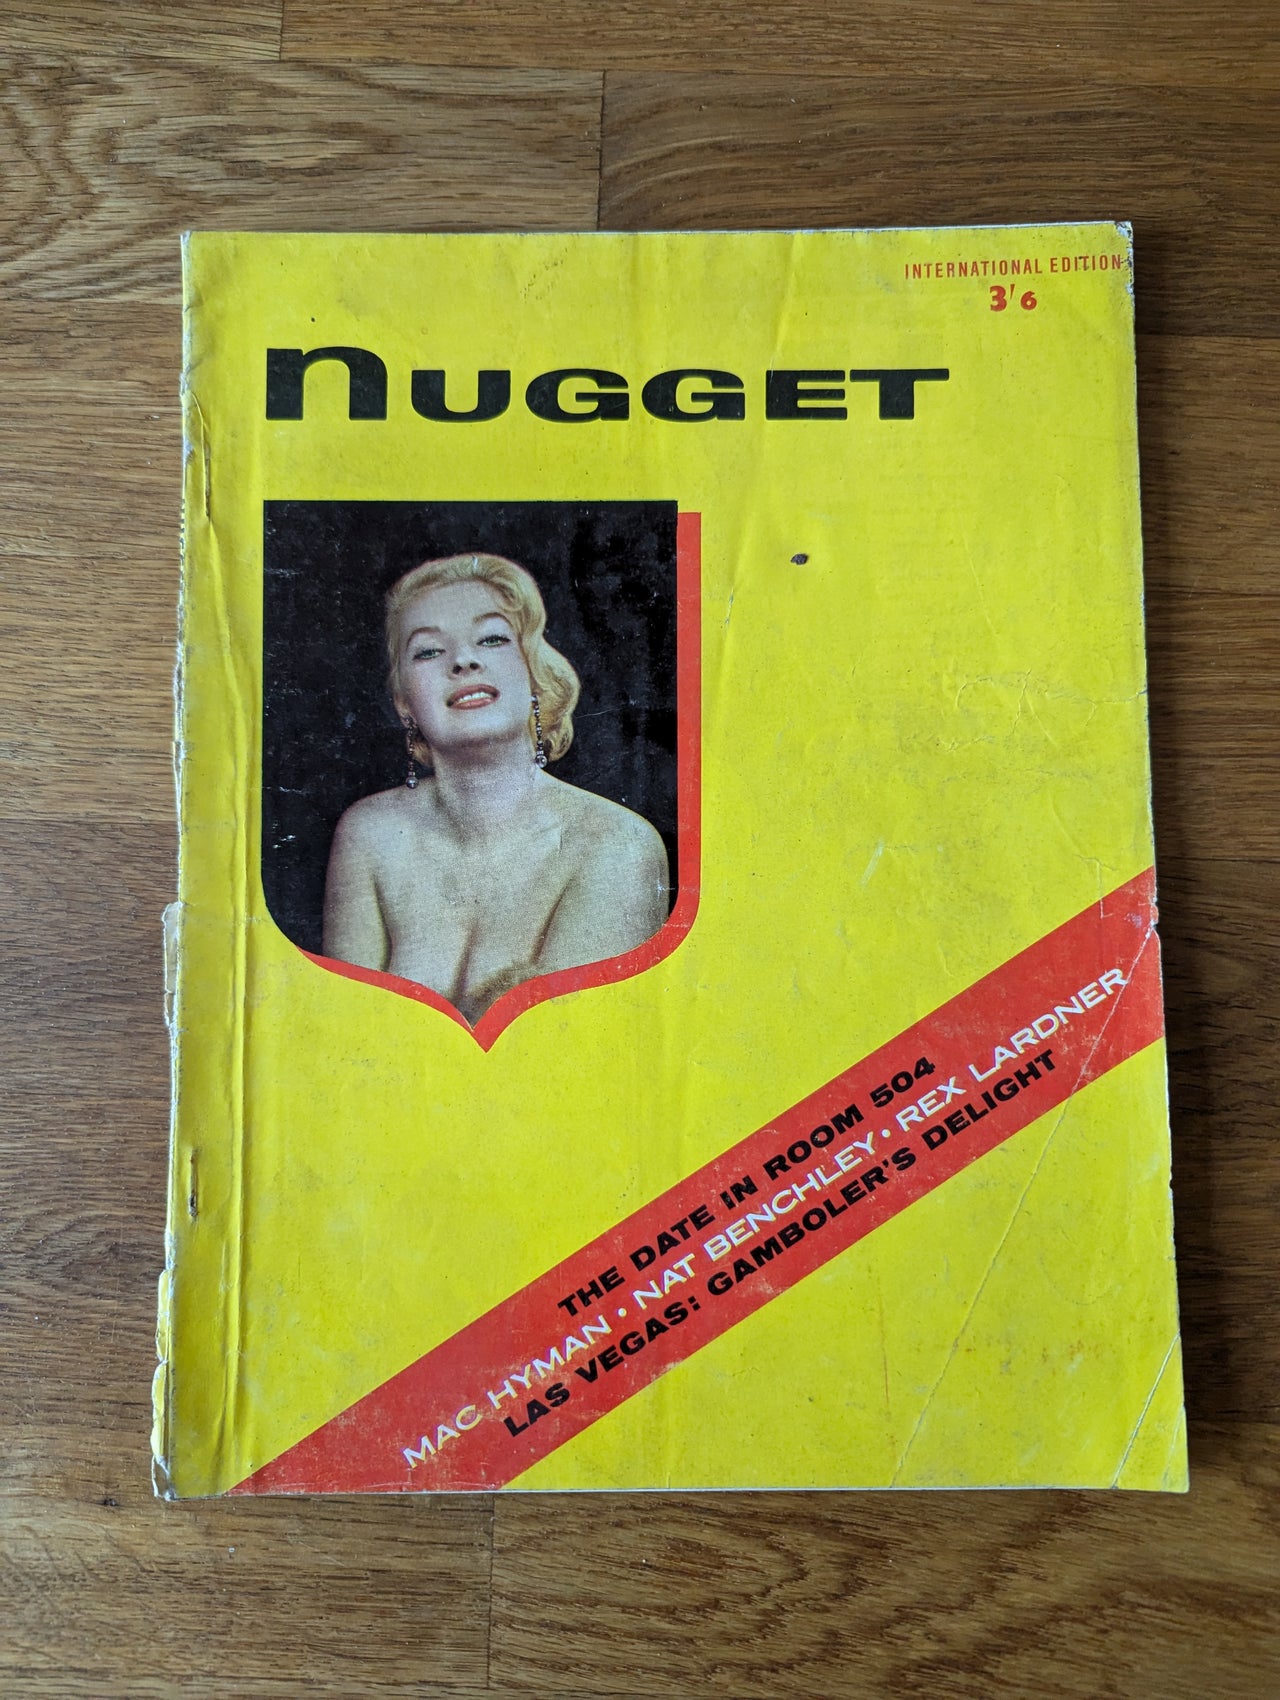 INTERNATIONAL EDITION
3'6
nUGGET
THE DATE IN ROOM 504
MAC HYMAN • NAT BENCHLEY • REX LARDNER
LAS VEGAS: GAMBOLER'S DELIGHT